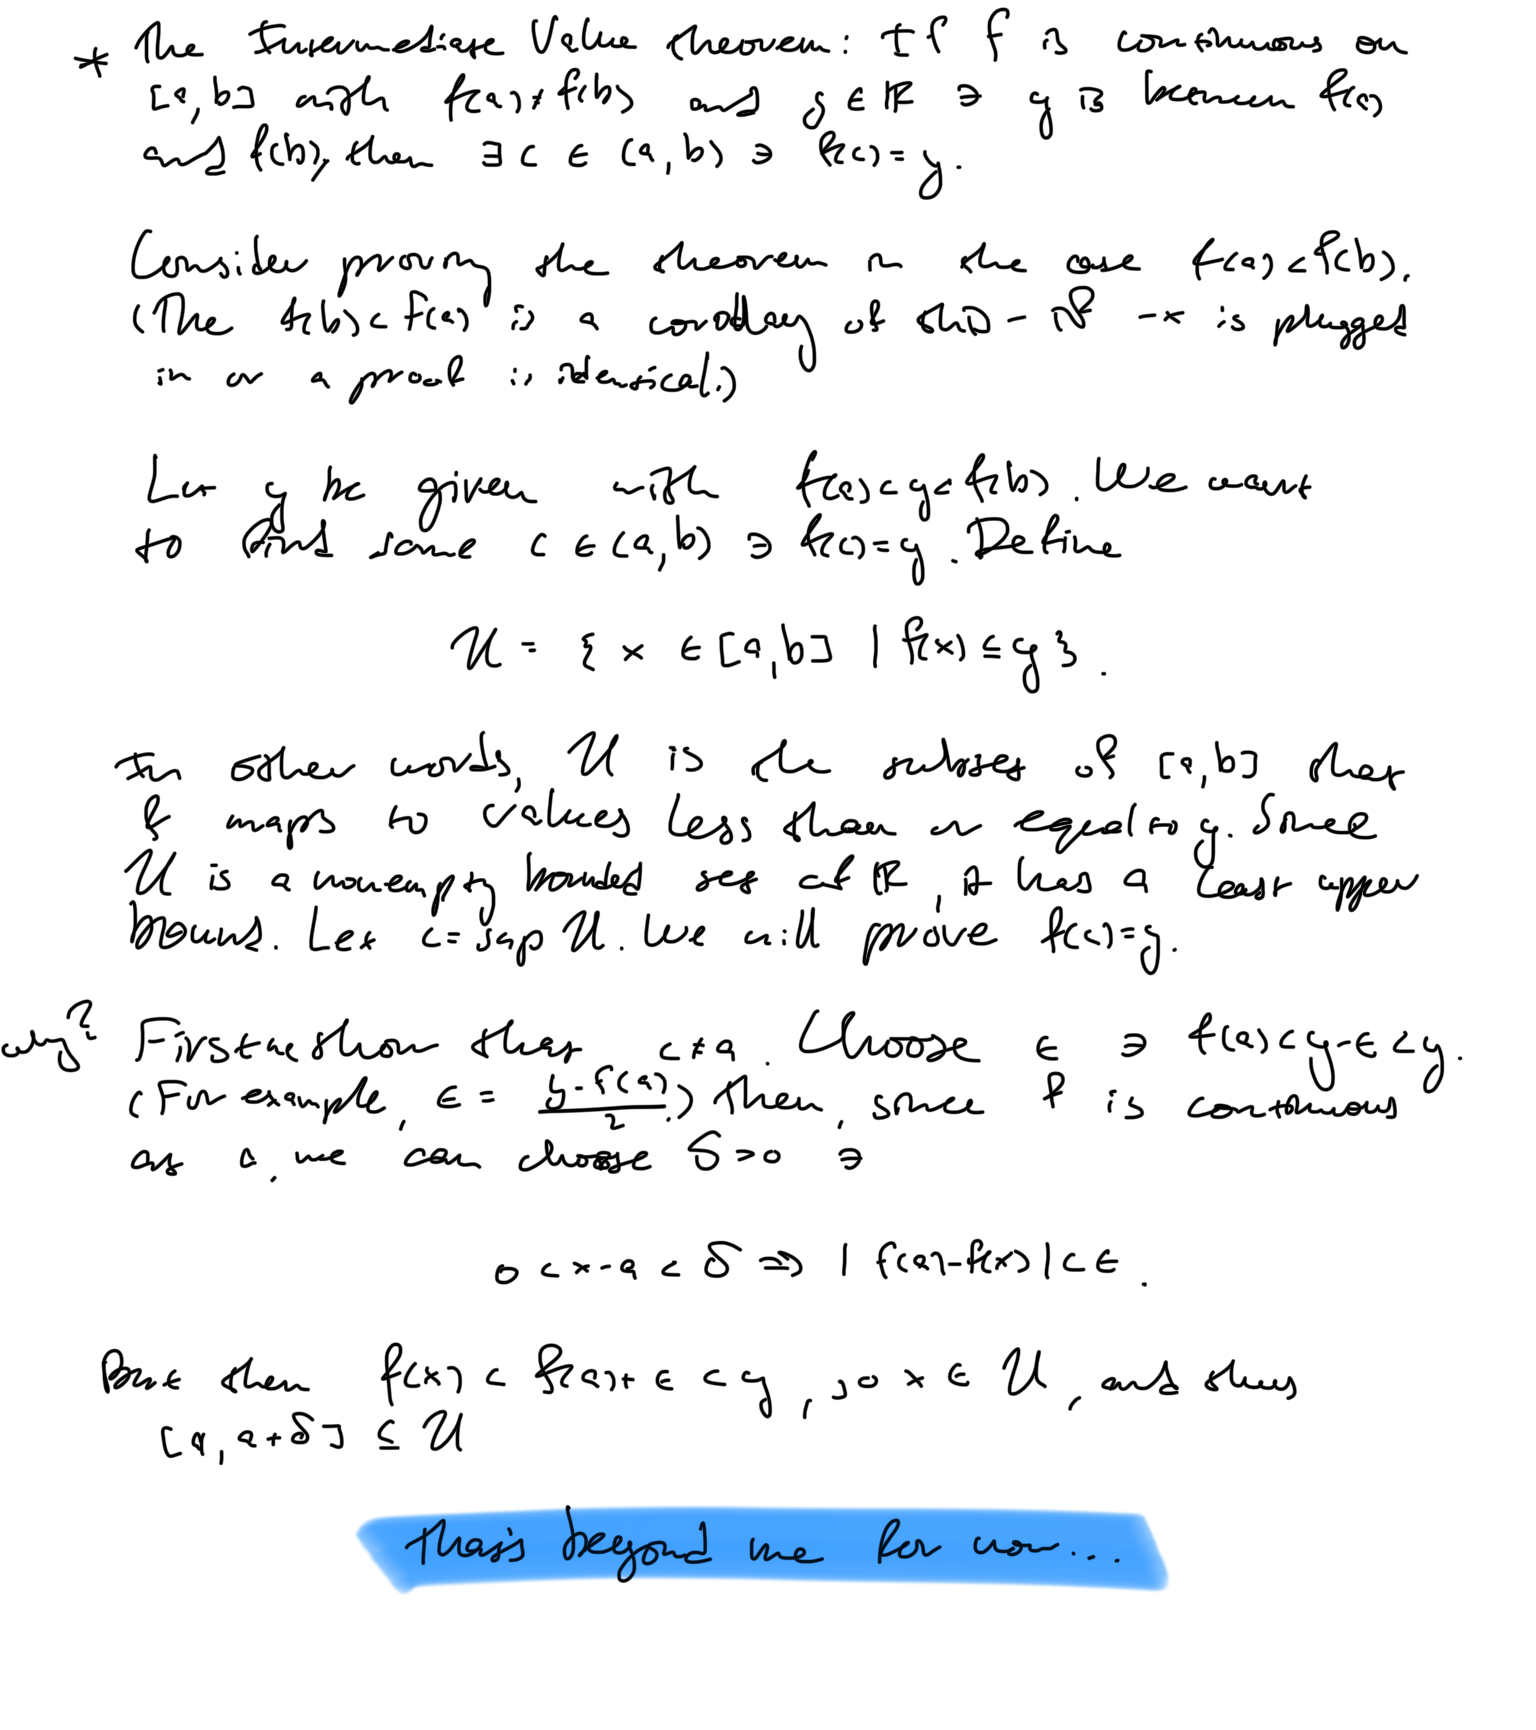 * The Intermediate Value theorem: If f is continuous on
[a,b] with f(a)≠f(b) and y ∈ ℝ ∋ y is between f(a)
and f(b), then ∃ c ∈ (a,b) ∋ f(c)=y.
Consider proving the theorem in the case f(a)<f(b).
(The f(b)<f(a) is a corollary of this - if -x is plugged
in or a proof is identical.)
Let y be given with f(a)<y<f(b). We want
to find some c ∈ (a,b) ∋ f(c)=y. Define
U = { x ∈ [a,b] | f(x) ≤ y }.
In other words, U is the subset of [a,b] that
f maps to values less than or equal to y. Since
U is a nonempty bounded set of ℝ, it has a least upper
bound. Let c = sup U. We will prove f(c)=y.
why? First we show that c≠a. Choose ϵ ∋ f(a)<y-ϵ<y.
(For example, ϵ = \frac{y-f(a)}{2}.) Then, since f is continuous
at a, we can choose δ>0 ∋
0<x-a<δ ⇒ |f(a)-f(x)|<ϵ.
But then f(x)<f(a)+ϵ<y, so x ∈ U, and thus
[a,a+δ] ⊆ U
that's beyond me for now...